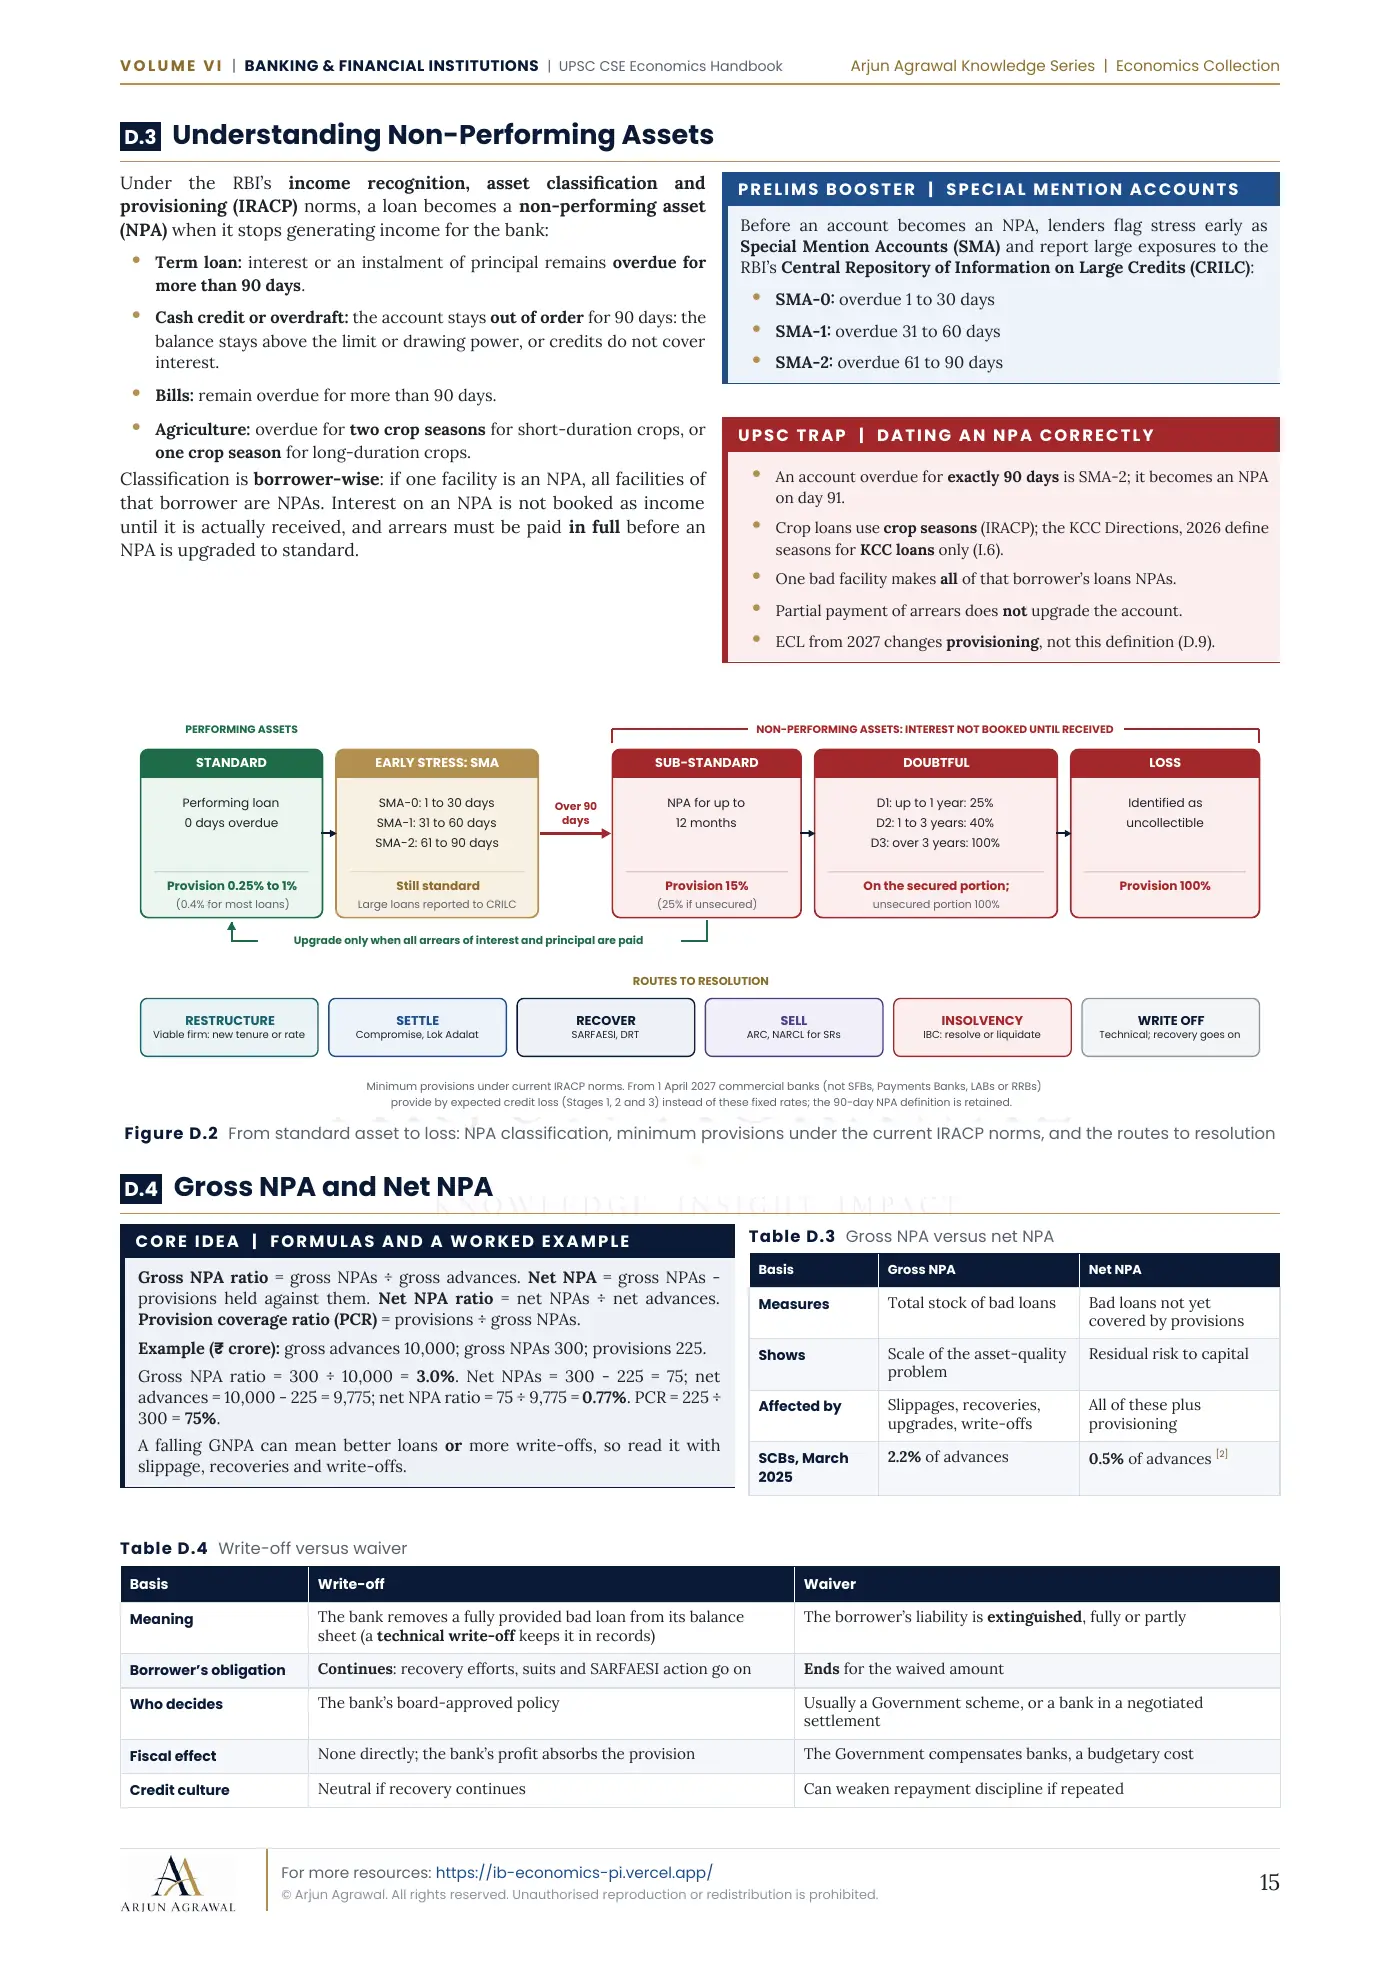 VOLUME VI | BANKING & FINANCIAL INSTITUTIONS | UPSC CSE Economics Handbook
Arjun Agrawal Knowledge Series | Economics Collection
D.3 Understanding Non-Performing Assets
Under the RBI's income recognition, asset classification and
provisioning (IRACP) norms, a loan becomes a non-performing asset
(NPA) when it stops generating income for the bank:
• Term loan: interest or an instalment of principal remains overdue for
more than 90 days.
• Cash credit or overdraft: the account stays out of order for 90 days: the
balance stays above the limit or drawing power, or credits do not cover
interest.
• Bills: remain overdue for more than 90 days.
• Agriculture: overdue for two crop seasons for short-duration crops, or
one crop season for long-duration crops.
Classification is borrower-wise: if one facility is an NPA, all facilities of
that borrower are NPAs. Interest on an NPA is not booked as income
until it is actually received, and arrears must be paid in full before an
NPA is upgraded to standard.
PRELIMS BOOSTER | SPECIAL MENTION ACCOUNTS
Before an account becomes an NPA, lenders flag stress early as
Special Mention Accounts (SMA) and report large exposures to the
RBI's Central Repository of Information on Large Credits (CRILC):
• SMA-0: overdue 1 to 30 days
• SMA-1: overdue 31 to 60 days
• SMA-2: overdue 61 to 90 days
UPSC TRAP | DATING AN NPA CORRECTLY
• An account overdue for exactly 90 days is SMA-2; it becomes an NPA
on day 91.
• Crop loans use crop seasons (IRACP); the KCC Directions, 2026 define
seasons for KCC loans only (I.6).
• One bad facility makes all of that borrower's loans NPAs.
• Partial payment of arrears does not upgrade the account.
• ECL from 2027 changes provisioning, not this definition (D.9).
PERFORMING ASSETS
NON-PERFORMING ASSETS: INTEREST NOT BOOKED UNTIL RECEIVED
STANDARD
Performing loan
0 days overdue
Provision 0.25% to 1%
(0.4% for most loans)
EARLY STRESS: SMA
SMA-0: 1 to 30 days
SMA-1: 31 to 60 days
SMA-2: 61 to 90 days
Still standard
Large loans reported to CRILC
Over 90
days
SUB-STANDARD
NPA for up to
12 months
Provision 15%
(25% if unsecured)
DOUBTFUL
D1: up to 1 year: 25%
D2: 1 to 3 years: 40%
D3: over 3 years: 100%
On the secured portion;
unsecured portion 100%
LOSS
Identified as
uncollectible
Provision 100%
Upgrade only when all arrears of interest and principal are paid
ROUTES TO RESOLUTION
RESTRUCTURE
Viable firm: new tenure or rate
SETTLE
Compromise, Lok Adalat
RECOVER
SARFAESI, DRT
SELL
ARC, NARCL for SRs
INSOLVENCY
IBC: resolve or liquidate
WRITE OFF
Technical; recovery goes on
Minimum provisions under current IRACP norms. From 1 April 2027 commercial banks (not SFBs, Payments Banks, LABs or RRBs)
provide by expected credit loss (Stages 1, 2 and 3) instead of these fixed rates; the 90-day NPA definition is retained.
Figure D.2 From standard asset to loss: NPA classification, minimum provisions under the current IRACP norms, and the routes to resolution
D.4 Gross NPA and Net NPA
KNOWLEDGE INSIGHT IMPACT
CORE IDEA | FORMULAS AND A WORKED EXAMPLE
Gross NPA ratio = gross NPAs ÷ gross advances. Net NPA = gross NPAs -
provisions held against them. Net NPA ratio = net NPAs ÷ net advances.
Provision coverage ratio (PCR) = provisions ÷ gross NPAs.
Example (₹ crore): gross advances 10,000; gross NPAs 300; provisions 225.
Gross NPA ratio = 300 ÷ 10,000 = 3.0%. Net NPAs = 300 - 225 = 75; net
advances = 10,000 - 225 = 9,775; net NPA ratio = 75 ÷ 9,775 = 0.77%. PCR = 225 ÷
300 = 75%.
A falling GNPA can mean better loans or more write-offs, so read it with
slippage, recoveries and write-offs.
Table D.3 Gross NPA versus net NPA
Basis Gross NPA Net NPA
Measures Total stock of bad loans Bad loans not yet
covered by provisions
Shows Scale of the asset-quality Residual risk to capital
problem
Affected by Slippages, recoveries, All of these plus
upgrades, write-offs provisioning
SCBs, March 2.2% of advances 0.5% of advances [2]
2025
Table D.4 Write-off versus waiver
Basis Write-off Waiver
Meaning The bank removes a fully provided bad loan from its balance The borrower's liability is extinguished, fully or partly
sheet (a technical write-off keeps it in records)
Borrower's obligation Continues: recovery efforts, suits and SARFAESI action go on Ends for the waived amount
Who decides The bank's board-approved policy Usually a Government scheme, or a bank in a negotiated
settlement
Fiscal effect None directly; the bank's profit absorbs the provision The Government compensates banks, a budgetary cost
Credit culture Neutral if recovery continues Can weaken repayment discipline if repeated
ARJUN AGRAWAL
For more resources: https://ib-economics-pi.vercel.app/
© Arjun Agrawal. All rights reserved. Unauthorised reproduction or redistribution is prohibited.
15